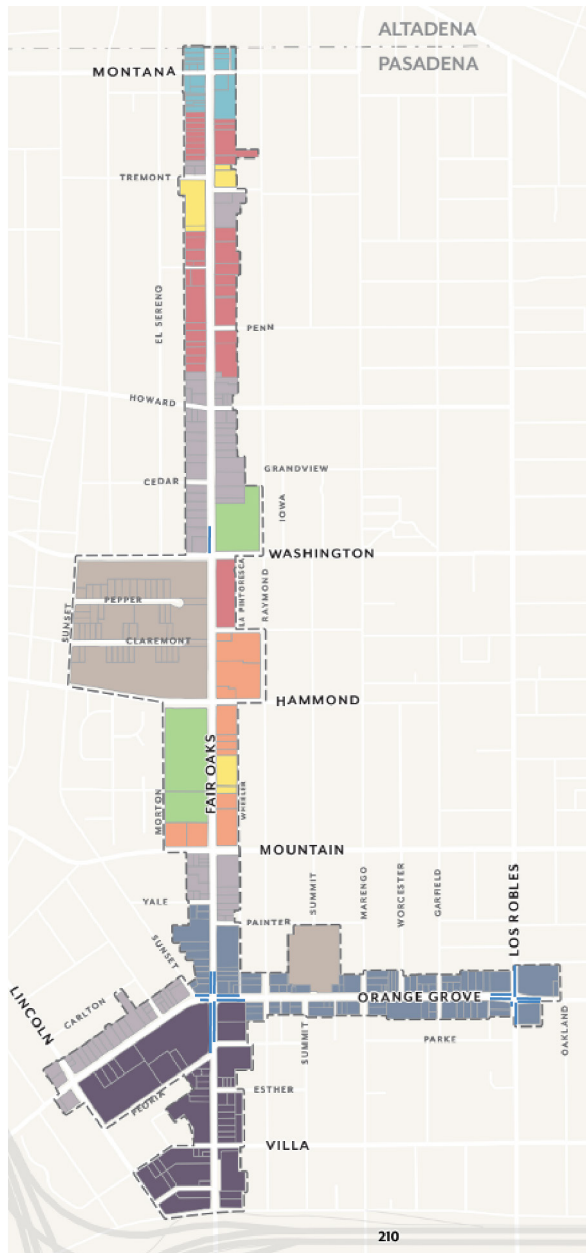 ALTADENA
PASADENA
MONTANA
TREMONT
EL SERENO
PENN
HOWARD
GRANDVIEW
CEDAR
IOWA
WASHINGTON
LA PINTORESCA
RAYMOND
SUNSET
PEPPER
CLAREMONT
HAMMOND
FAIR OAKS
MORTON
WHEELER
MOUNTAIN
YALE
SUMMIT
MARENGO
WORCESTER
GARFIELD
LOS ROBLES
PAINTER
SUNSET
LINCOLN
CARLTON
ORANGE GROVE
OAKLAND
SUMMIT
PARKE
PEORIA
ESTHER
VILLA
210